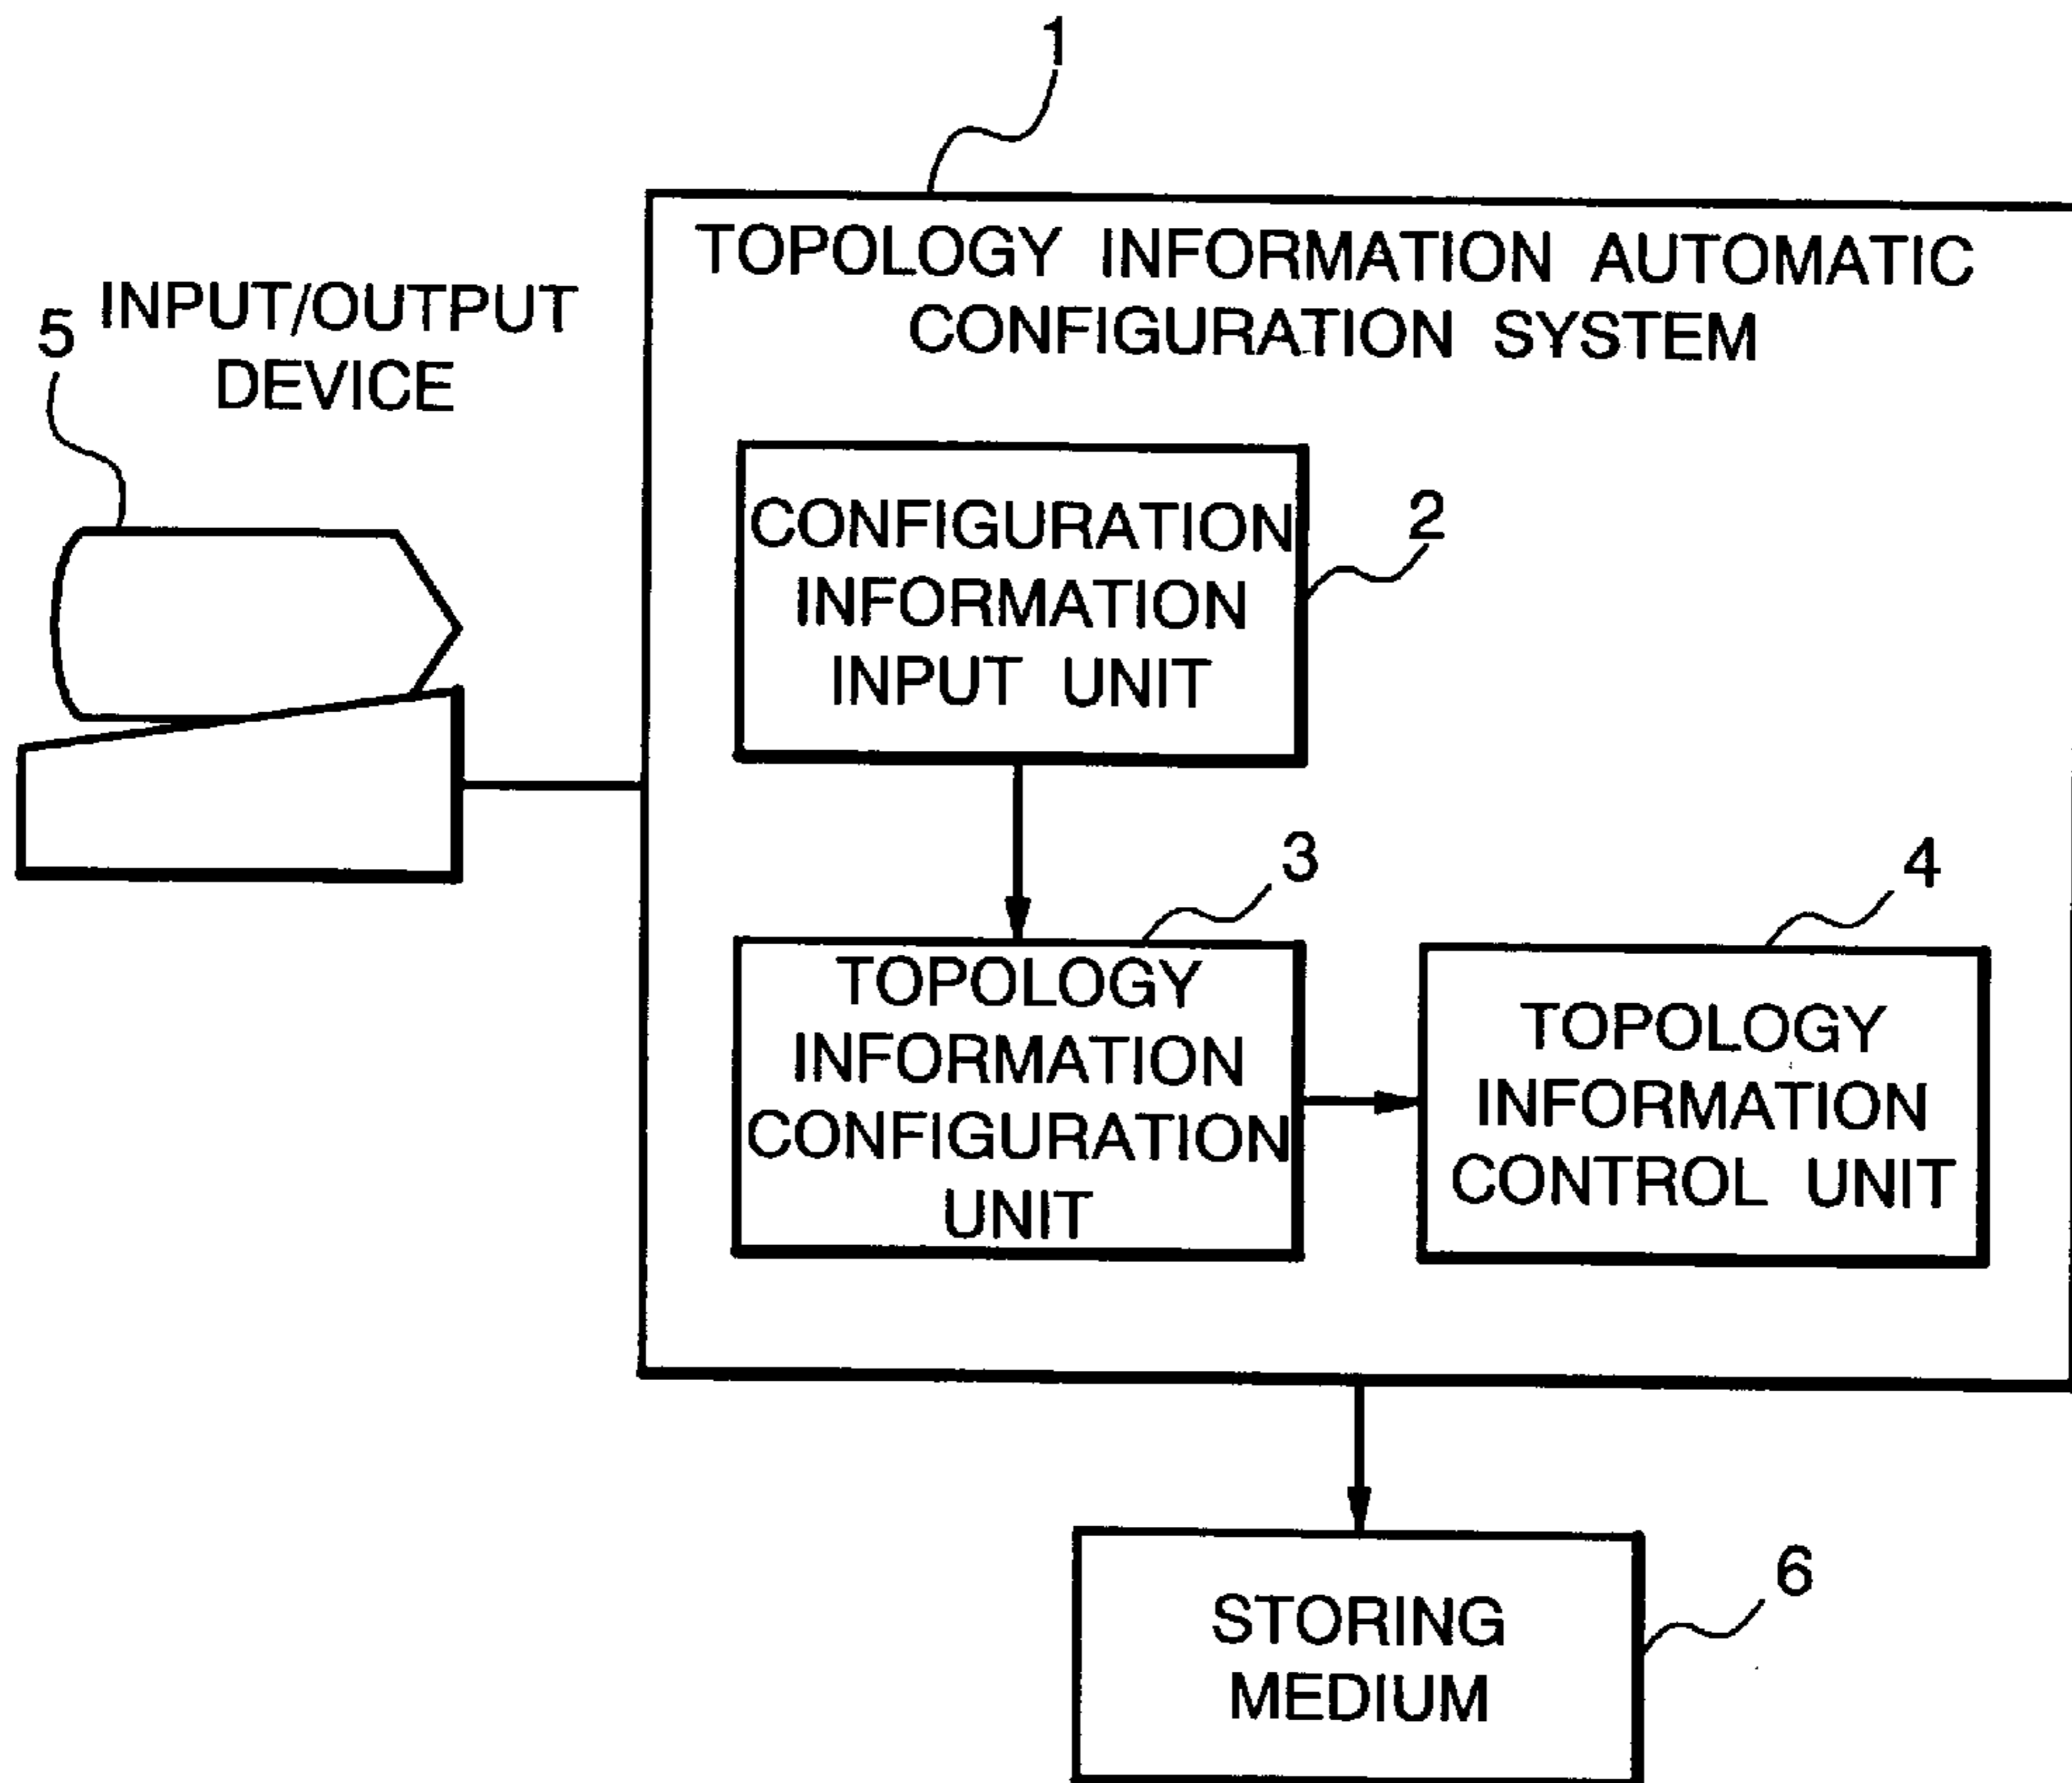 1
TOPOLOGY INFORMATION AUTOMATIC
CONFIGURATION SYSTEM
5 INPUT/OUTPUT
DEVICE
CONFIGURATION
INFORMATION
INPUT UNIT
2
3
TOPOLOGY
INFORMATION
CONFIGURATION
UNIT
4
TOPOLOGY
INFORMATION
CONTROL UNIT
STORING
MEDIUM
6